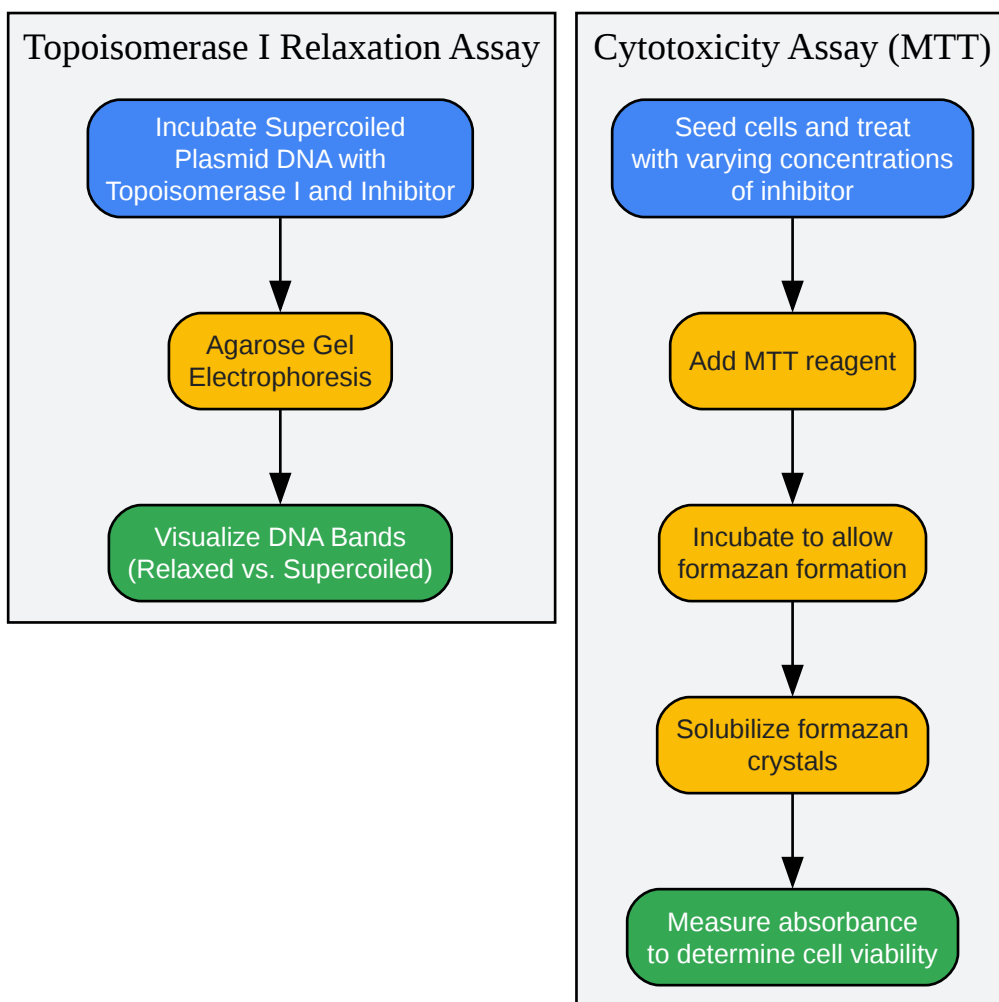 Topoisomerase I Relaxation Assay
Incubate Supercoiled
Plasmid DNA with
Topoisomerase I and Inhibitor
Agarose Gel
Electrophoresis
Visualize DNA Bands
(Relaxed vs. Supercoiled)
Cytotoxicity Assay (MTT)
Seed cells and treat
with varying concentrations
of inhibitor
Add MTT reagent
Incubate to allow
formazan formation
Solubilize formazan
crystals
Measure absorbance
to determine cell viability